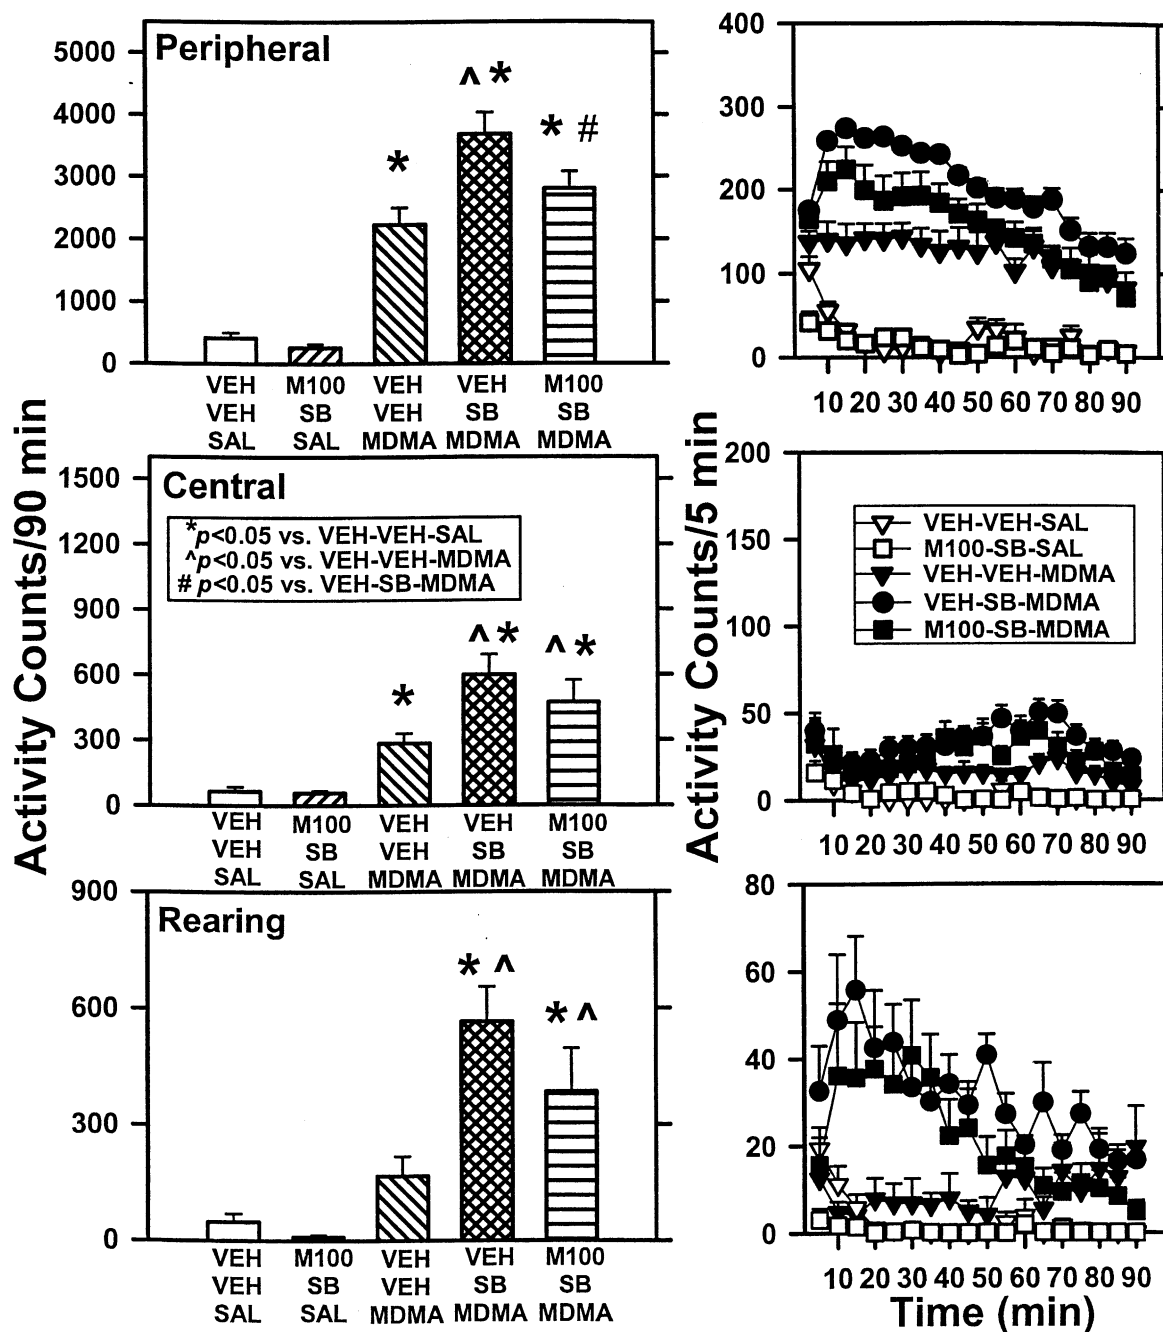 Peripheral
5000
4000
3000
2000
1000
0
^ *
* #
*
VEH M100 VEH VEH M100
VEH SB VEH SB SB
SAL SAL MDMA MDMA MDMA
400
300
200
100
0
10 20 30 40 50 60 70 80 90
Activity Counts/90 min
Central
1500
1200
900
600
300
0
*p<0.05 vs. VEH-VEH-SAL
^p<0.05 vs. VEH-VEH-MDMA
# p<0.05 vs. VEH-SB-MDMA
^ *
^ *
*
VEH M100 VEH VEH M100
VEH SB VEH SB SB
SAL SAL MDMA MDMA MDMA
Activity Counts/5 min
200
150
100
50
0
VEH-VEH-SAL
M100-SB-SAL
VEH-VEH-MDMA
VEH-SB-MDMA
M100-SB-MDMA
10 20 30 40 50 60 70 80 90
Rearing
900
600
300
0
* ^
* ^
VEH M100 VEH VEH M100
VEH SB VEH SB SB
SAL SAL MDMA MDMA MDMA
80
60
40
20
0
10 20 30 40 50 60 70 80 90
Time (min)